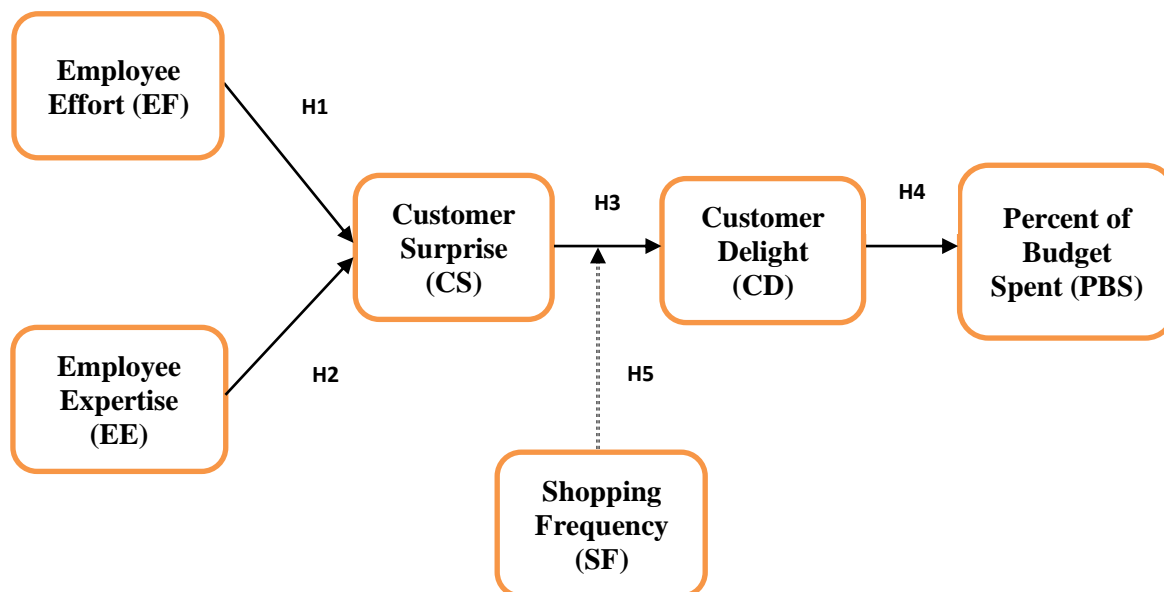 Employee
Effort (EF)
H1
Employee
Expertise
(EE)
H2
Customer
Surprise
(CS)
H3
Customer
Delight
(CD)
H4
Percent of
Budget
Spent (PBS)
H5
Shopping
Frequency
(SF)